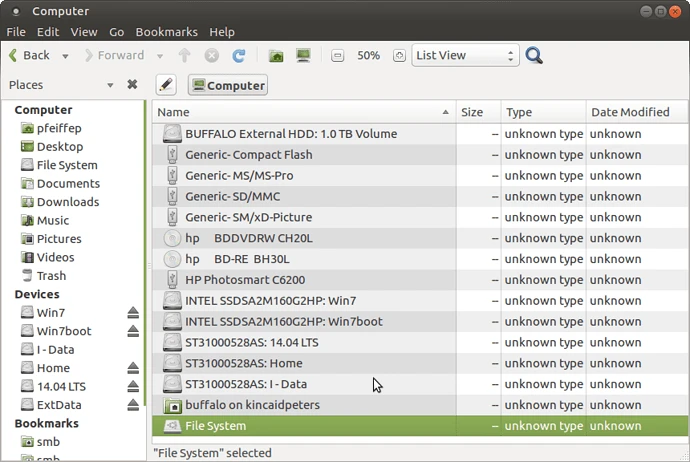 Computer
File Edit View Go Bookmarks Help
Back Forward 50% List View
Places Computer
Computer
pfeiffep
Desktop
File System
Documents
Downloads
Music
Pictures
Videos
Trash
Devices
Win7
Win7boot
I - Data
Home
14.04 LTS
ExtData
Bookmarks
smb
smb
Name Size Type Date Modified
BUFFALO External HDD: 1.0 TB Volume -- unknown type unknown
Generic- Compact Flash -- unknown type unknown
Generic- MS/MS-Pro -- unknown type unknown
Generic- SD/MMC -- unknown type unknown
Generic- SM/xD-Picture -- unknown type unknown
hp BDDVDRW CH20L -- unknown type unknown
hp BD-RE BH30L -- unknown type unknown
HP Photosmart C6200 -- unknown type unknown
INTEL SSDSA2M160G2HP: Win7 -- unknown type unknown
INTEL SSDSA2M160G2HP: Win7boot -- unknown type unknown
ST31000528AS: 14.04 LTS -- unknown type unknown
ST31000528AS: Home -- unknown type unknown
ST31000528AS: I - Data -- unknown type unknown
buffalo on kincaidpeters -- unknown type unknown
File System -- unknown type unknown
"File System" selected